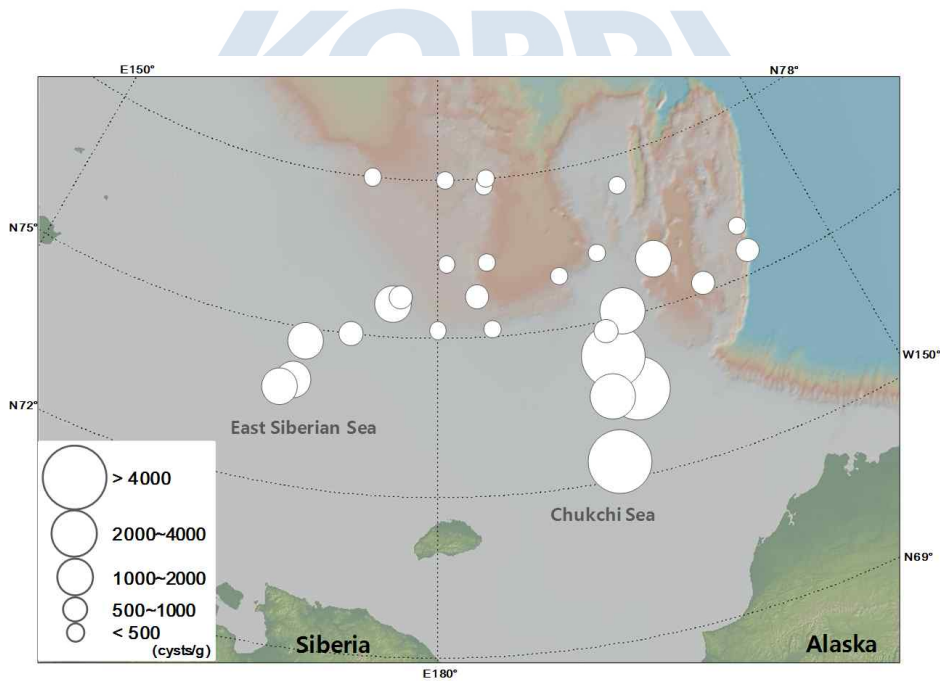 KOPRI
E150°
N78°
N75°
W150°
N72°
East Siberian Sea
> 4000
2000~4000
Chukchi Sea
1000~2000
N69°
500~1000
< 500
(cysts/g)
Siberia
Alaska
E180°